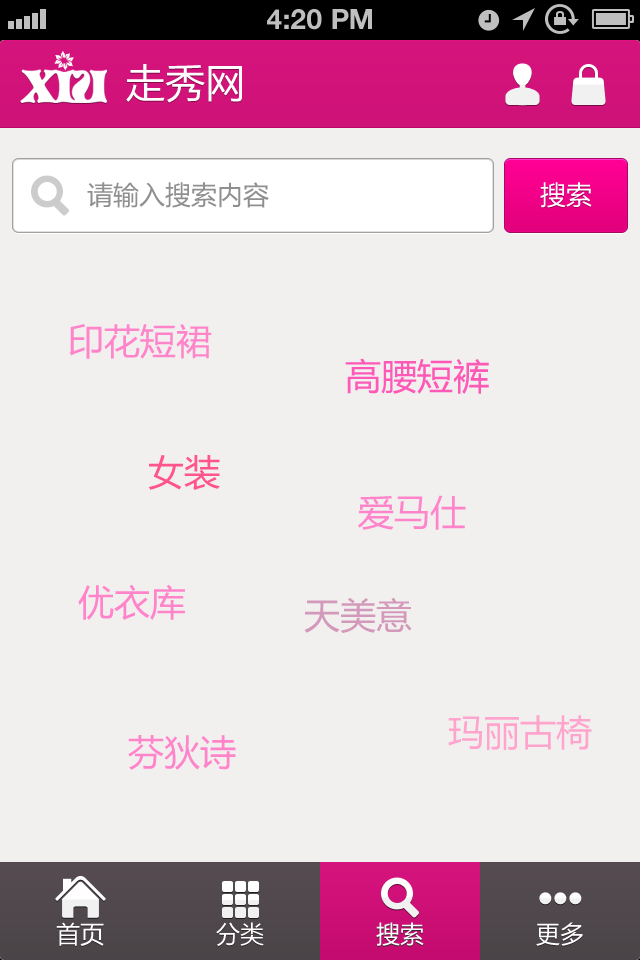 4:20 PM
XIU 走秀网
请输入搜索内容
搜索
印花短裙
高腰短裤
女装
爱马仕
优衣库
天美意
玛丽古椅
芬狄诗
首页
分类
搜索
更多